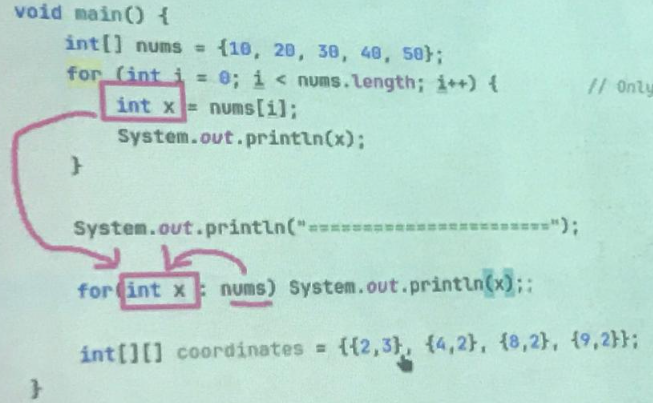 void main() {
int[] nums = {10, 20, 30, 40, 50};
for (int i = 0; i < nums.length; i++) { // Only
int x = nums[i];
System.out.println(x);
}
System.out.println("=======================");
for(int x : nums) System.out.println(x);;
int[][] coordinates = {{2,3}, {4,2}, {8,2}, {9,2}};
}